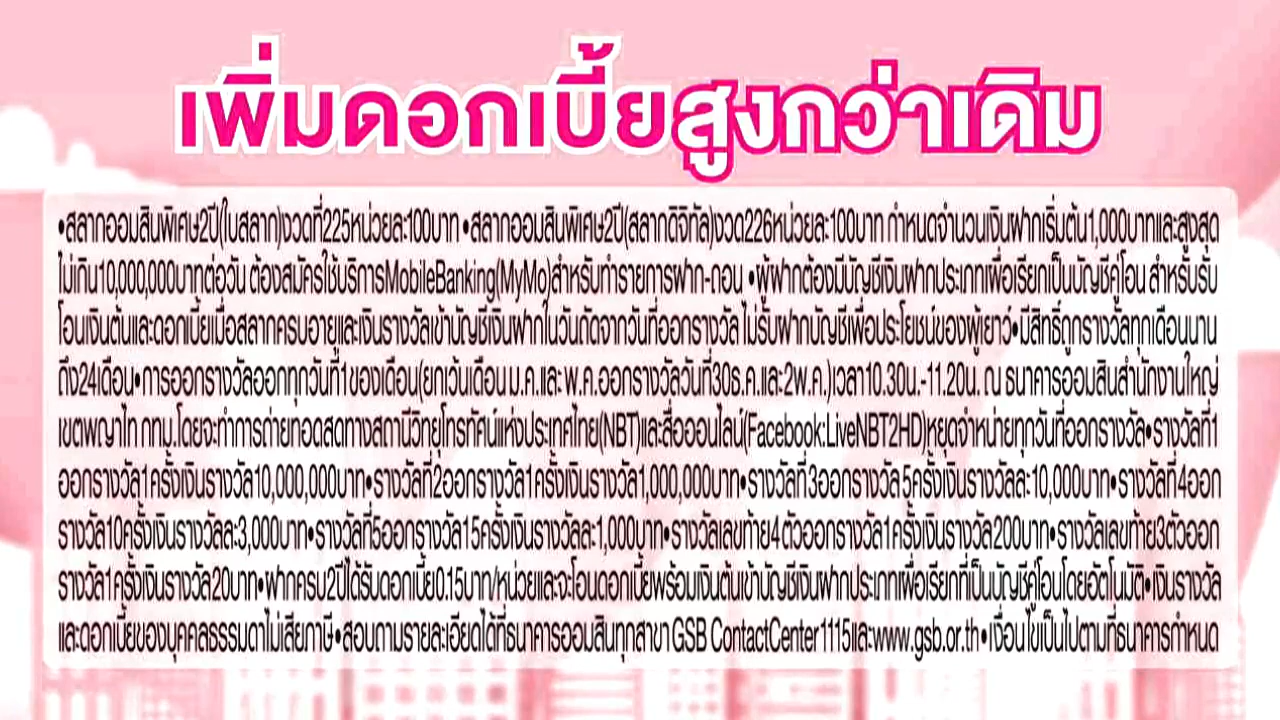 เพิ่มดอกเบี้ยสูงกว่าเดิม
•สลากออมสินพิเศษ2ปี(ใบสลาก)งวดที่225หน่วยละ100บาท •สลากออมสินพิเศษ2ปี(สลากดิจิทัล)งวด226หน่วยละ100บาท กำหนดจำนวนเงินฝากเริ่มต้น1,000บาทและสูงสุด
ไม่เกิน10,000,000บาทต่อวัน ต้องสมัครใช้บริการMobileBanking(MyMo)สำหรับทำรายการฝาก-ถอน •ผู้ฝากต้องมีบัญชีเงินฝากประเภทเผื่อเรียกเป็นบัญชีคู่โอน สำหรับรับ
โอนเงินต้นและดอกเบี้ยเมื่อสลากครบอายุและเงินรางวัลเข้าบัญชีเงินฝากในวันถัดจากวันที่ออกรางวัล ไม่รับฝากบัญชีเพื่อประโยชน์ของผู้เยาว์•มีสิทธิ์ถูกรางวัลทุกเดือนนาน
ถึง24เดือน•การออกรางวัลออกทุกวันที่1ของเดือน(ยกเว้นเดือนม.ค.และพ.ค.ออกรางวัลวันที่30ธ.ค.และ2พ.ค.)เวลา10.30น.-11.20น. ณ ธนาคารออมสินสำนักงานใหญ่
เขตพญาไท กทม.โดยจะทำการถ่ายทอดสดทางสถานีวิทยุโทรทัศน์แห่งประเทศไทย(NBT)และสื่อออนไลน์(Facebook:LiveNBT2HD)หยุดจำหน่ายทุกวันที่ออกรางวัล•รางวัลที่1
ออกรางวัล1ครั้งเงินรางวัล10,000,000บาท•รางวัลที่2ออกรางวัล1ครั้งเงินรางวัล1,000,000บาท•รางวัลที่3ออกรางวัล5ครั้งเงินรางวัลละ10,000บาท•รางวัลที่4ออก
รางวัล10ครั้งเงินรางวัลละ3,000บาท•รางวัลที่5ออกรางวัล15ครั้งเงินรางวัลละ1,000บาท•รางวัลเลขท้าย4ตัวออกรางวัล1ครั้งเงินรางวัล200บาท•รางวัลเลขท้าย3ตัวออก
รางวัล1ครั้งเงินรางวัล20บาท•ฝากครบ2ปีได้รับดอกเบี้ย0.15บาท/หน่วยและจะโอนดอกเบี้ยพร้อมเงินต้นเข้าบัญชีเงินฝากประเภทเผื่อเรียกที่เป็นบัญชีคู่โอนโดยอัตโนมัติ•เงินรางวัล
และดอกเบี้ยของบุคคลธรรมดาไม่เสียภาษี•สอบถามรายละเอียดได้ที่ธนาคารออมสินทุกสาขา GSB ContactCenter1115และwww.gsb.or.th•เงื่อนไขเป็นไปตามที่ธนาคารกำหนด